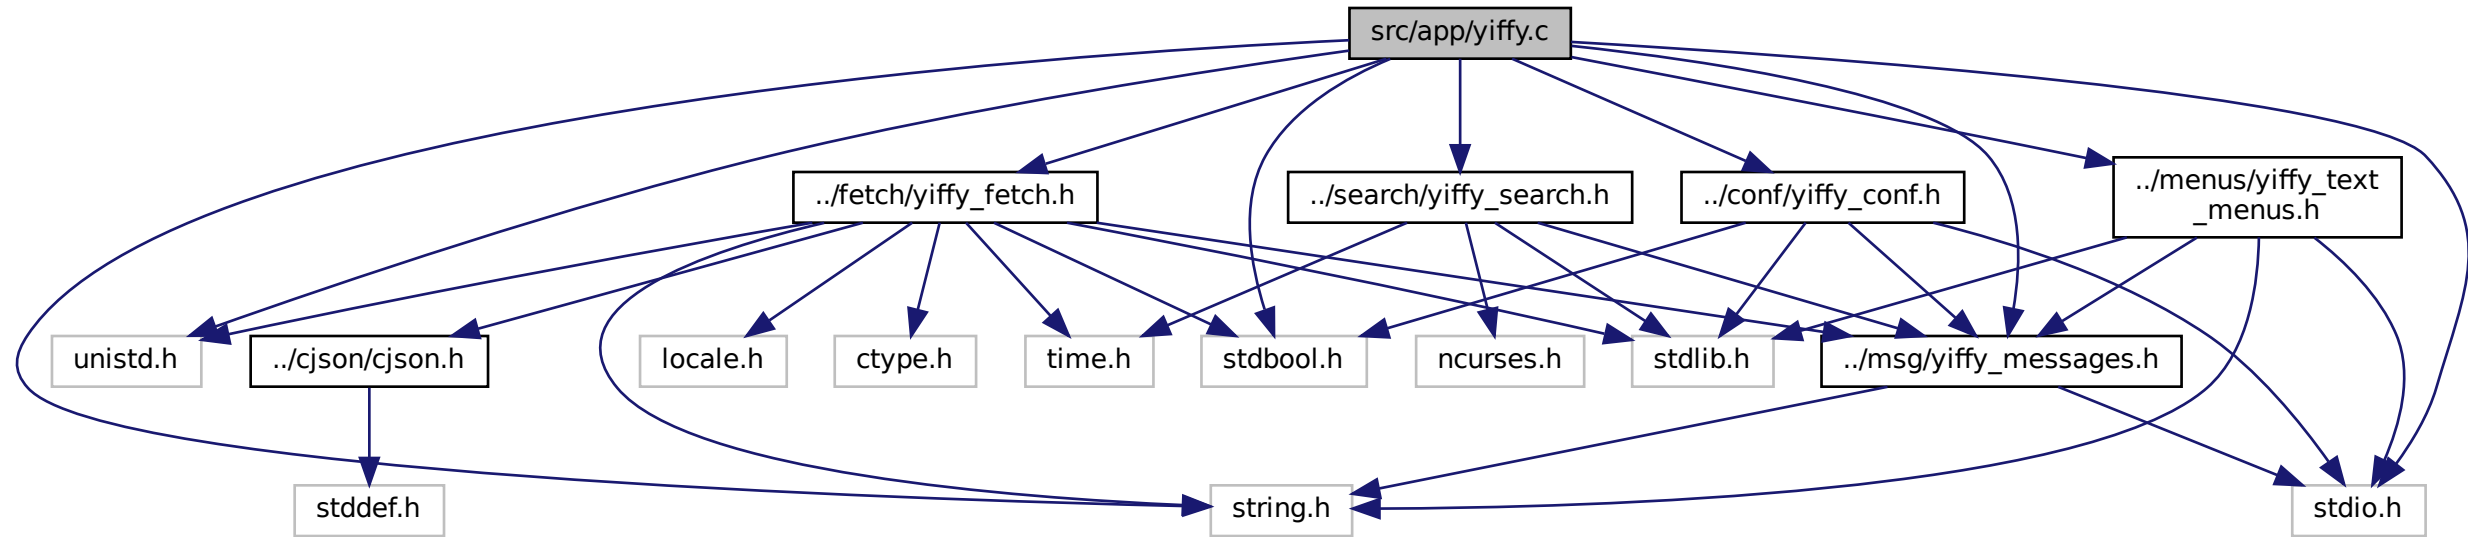 src/app/yiffy.c
../fetch/yiffy_fetch.h
../search/yiffy_search.h
../conf/yiffy_conf.h
../menus/yiffy_text
_menus.h
unistd.h
../cjson/cjson.h
locale.h
ctype.h
time.h
stdbool.h
ncurses.h
stdlib.h
../msg/yiffy_messages.h
stddef.h
string.h
stdio.h